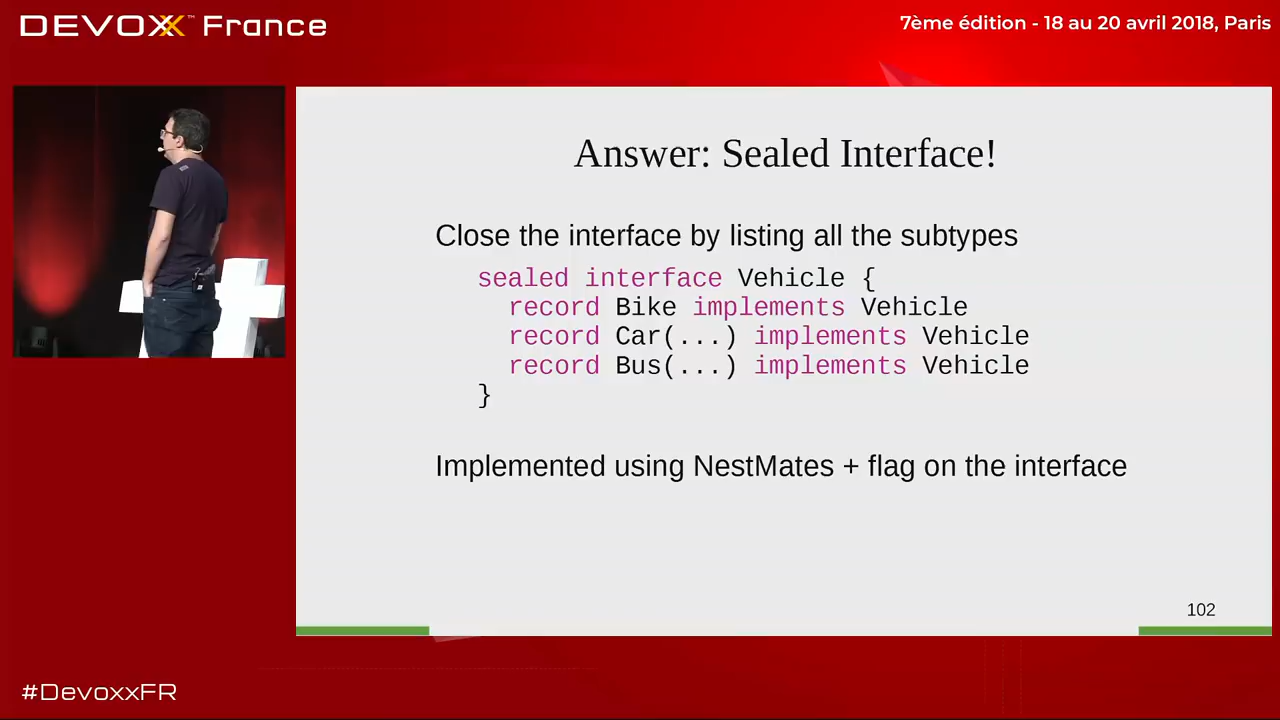 DEVOXX™ France
7ème édition - 18 au 20 avril 2018, Paris
Answer: Sealed Interface!
Close the interface by listing all the subtypes
sealed interface Vehicle {
record Bike implements Vehicle
record Car(...) implements Vehicle
record Bus(...) implements Vehicle
}
Implemented using NestMates + flag on the interface
102
#DevoxxFR